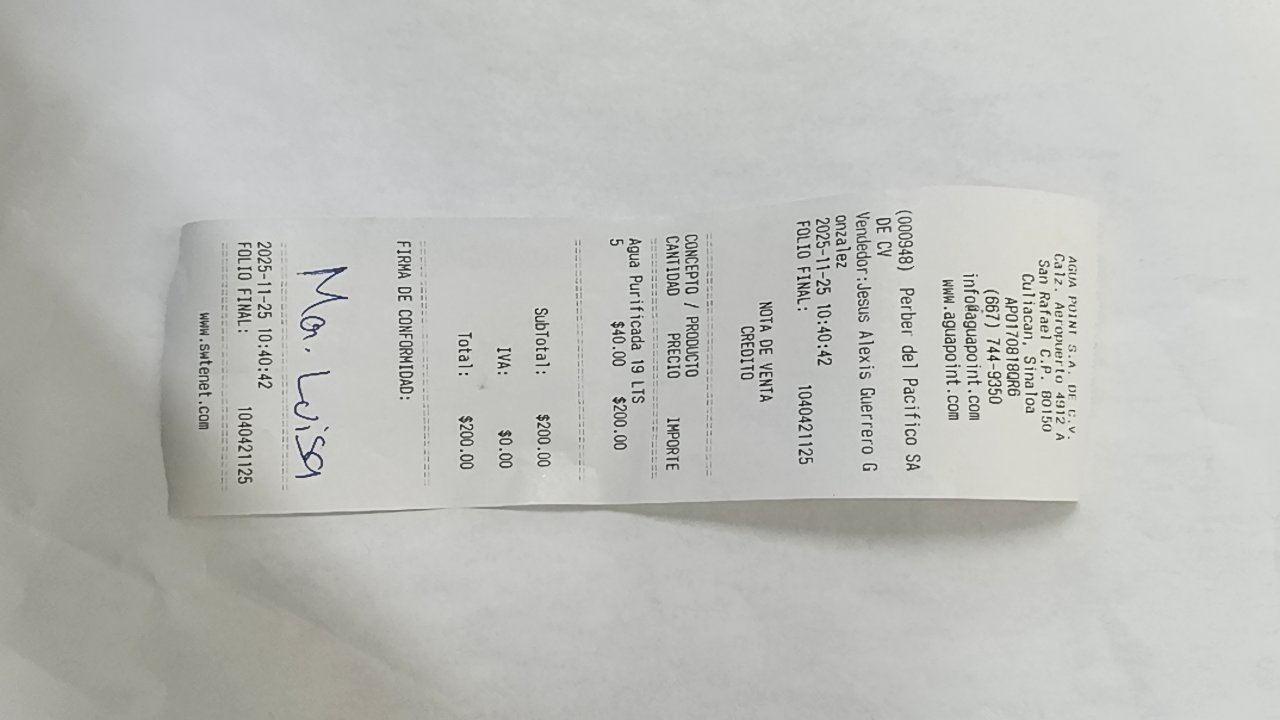 AGUA POINT S.A. DE C.V.
Calz. Aeropuerto 4912 A
San Rafael C.P. 80150
Culiacan, Sinaloa
APO170818QR6
(667) 744-9350
info@aguapoint.com
www.aguapoint.com
(000948) Perber del Pacifico SA
DE CV
Vendedor:Jesus Alexis Guerrero G
onzalez
2025-11-25 10:40:42
FOLIO FINAL: 1040421125
NOTA DE VENTA
CREDITO
CONCEPTO / PRODUCTO
CANTIDAD PRECIO IMPORTE
Agua Purificada 19 LTS
5 $40.00 $200.00
SubTotal: $200.00
IVA: $0.00
Total: $200.00
FIRMA DE CONFORMIDAD:
Ma. Luisa
2025-11-25 10:40:42
FOLIO FINAL: 1040421125
www.swtenet.com